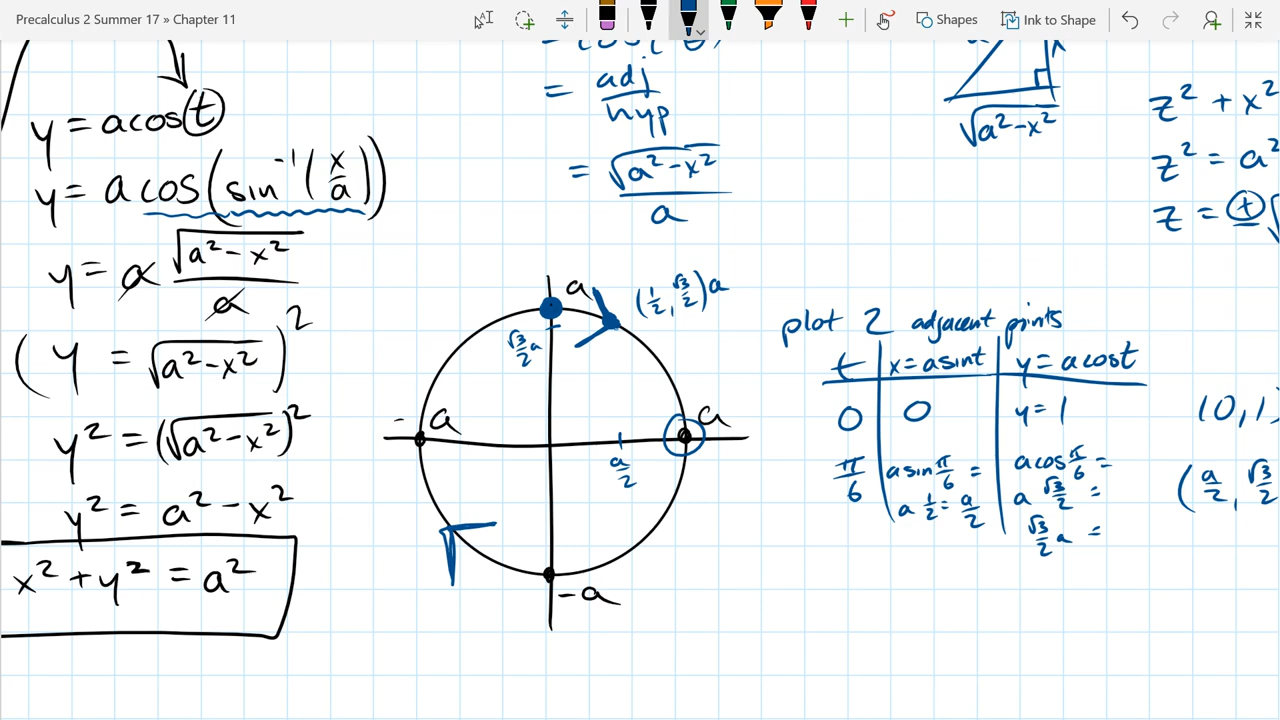 Precalculus 2 Summer 17 » Chapter 11
Shapes
Ink to Shape
y = acos(t)
y = a cos(sin⁻¹(x/a))
y = a √(a² - x²)/a
(y = √(a² - x²))²
y² = (√(a² - x²))²
y² = a² - x²
x² + y² = a²
= adj/hyp
= √(a² - x²)/a
a
(1/2, √3/2)a
√3/2 a
- a
a
a/2
-a
x
√(a² - x²)
z² + x²
z² = a²
z = ±√
plot 2 adjacent points
t | x = a sint | y = a cost
0 | 0 | y = 1 (0,1)
π/6 | a sin π/6 = | a cos π/6 = (a/2, √3/2
a 1/2 = a/2 | a √3/2 =
√3/2 a =